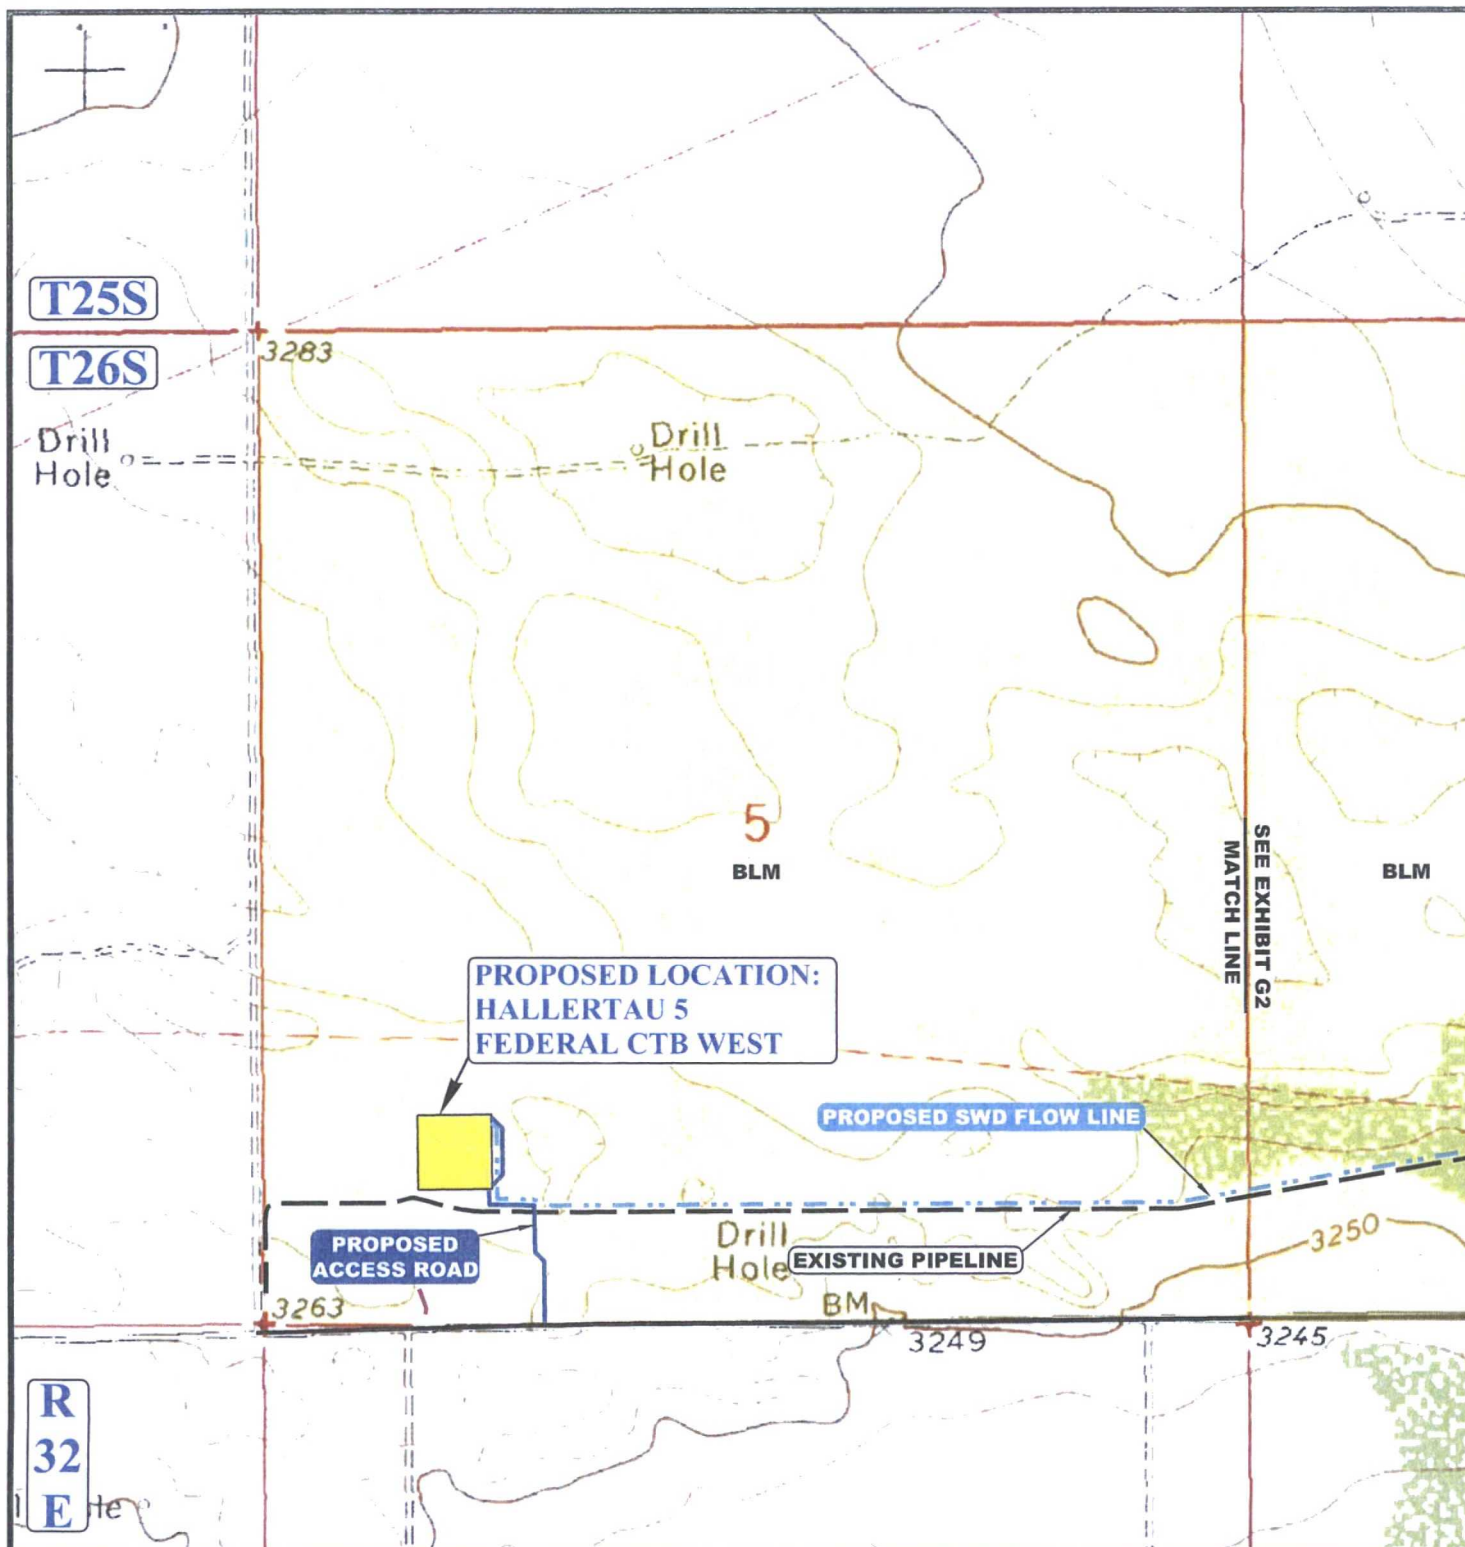 T25S
T26S
3283
Drill
Hole
Drill
Hole
5
BLM
BLM
SEE EXHIBIT G2
MATCH LINE
PROPOSED LOCATION:
HALLERTAU 5
FEDERAL CTB WEST
PROPOSED SWD FLOW LINE
PROPOSED
ACCESS ROAD
Drill
Hole
EXISTING PIPELINE
3250
3263
BM
3249
3245
R
32
E